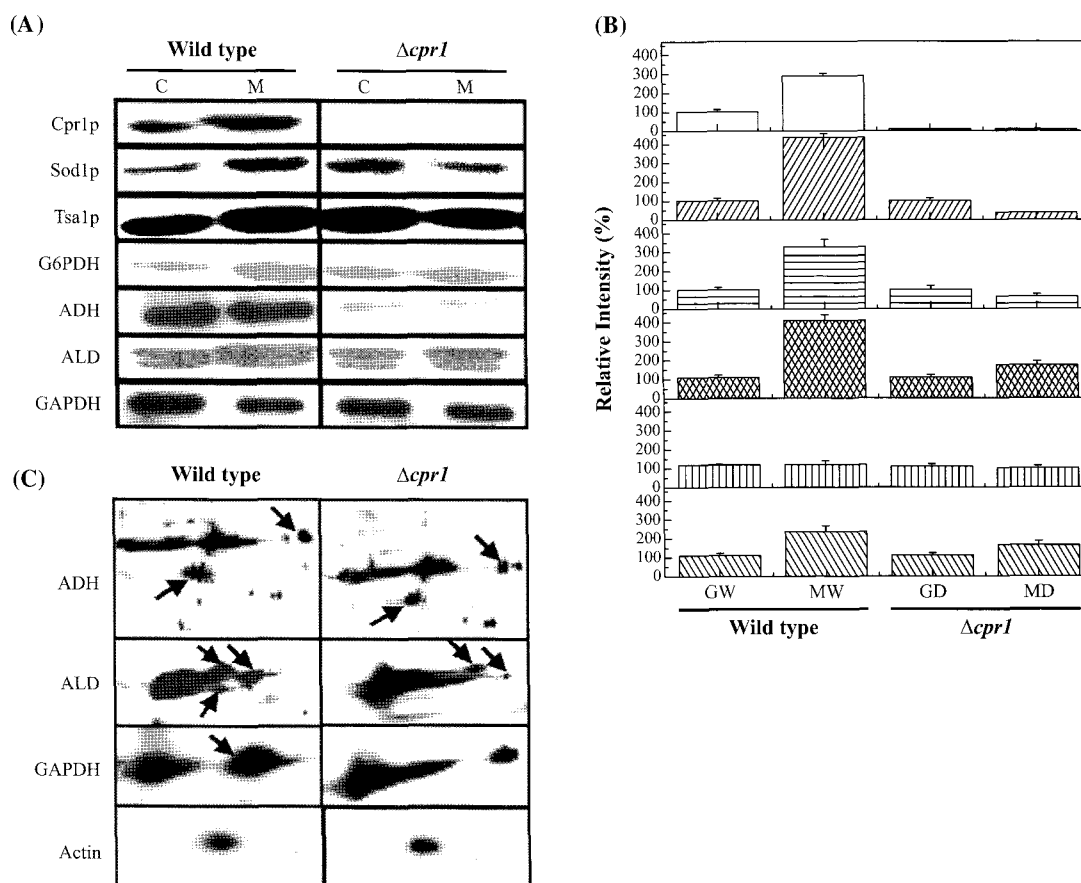 (A)
Wild type Δcpr1
C M C M
Cpr1p
Sod1p
Tsa1p
G6PDH
ADH
ALD
GAPDH
(B)
Relative Intensity (%)
400
300
200
100
0
400
300
200
100
0
400
300
200
100
0
400
300
200
100
0
400
300
200
100
0
400
300
200
100
0
GW MW GD MD
Wild type Δcpr1
(C)
Wild type Δcpr1
ADH
ALD
GAPDH
Actin